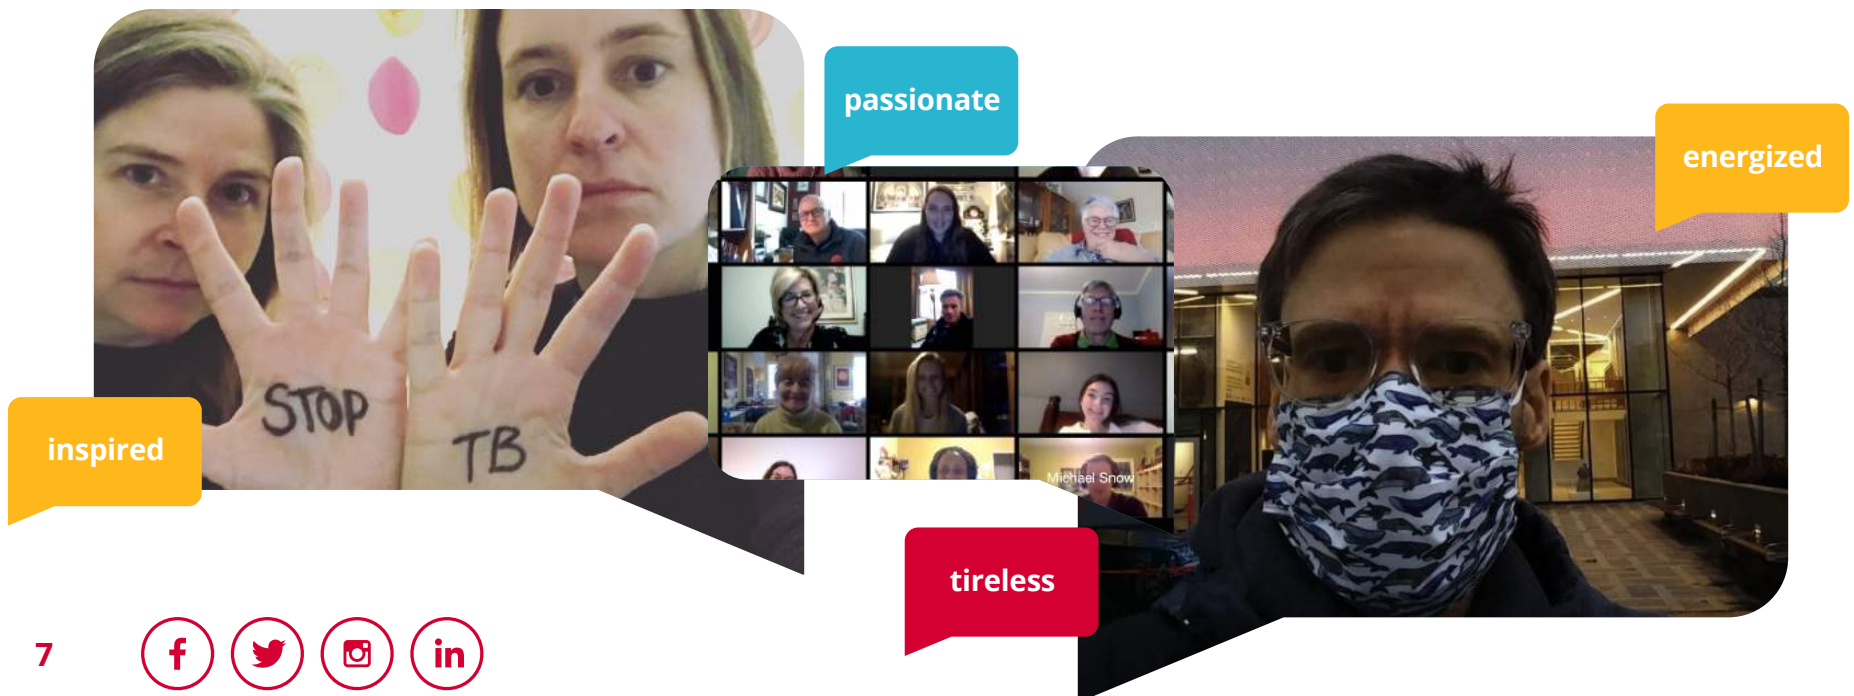 passionate
energized
STOP
TB
inspired
Michael Snow
tireless
7